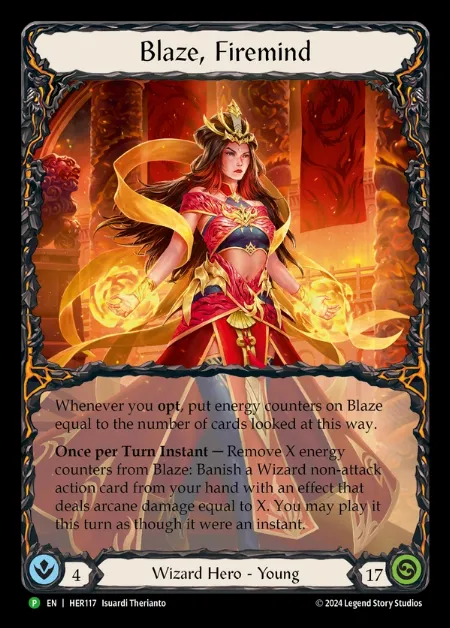 Blaze, Firemind
Whenever you opt, put energy counters on Blaze
equal to the number of cards looked at this way.
Once per Turn Instant — Remove X energy
counters from Blaze: Banish a Wizard non-attack
action card from your hand with an effect that
deals arcane damage equal to X. You may play it
this turn as though it were an instant.
4
Wizard Hero - Young
17
P EN | HER117 Isuardi Therianto
© 2024 Legend Story Studios